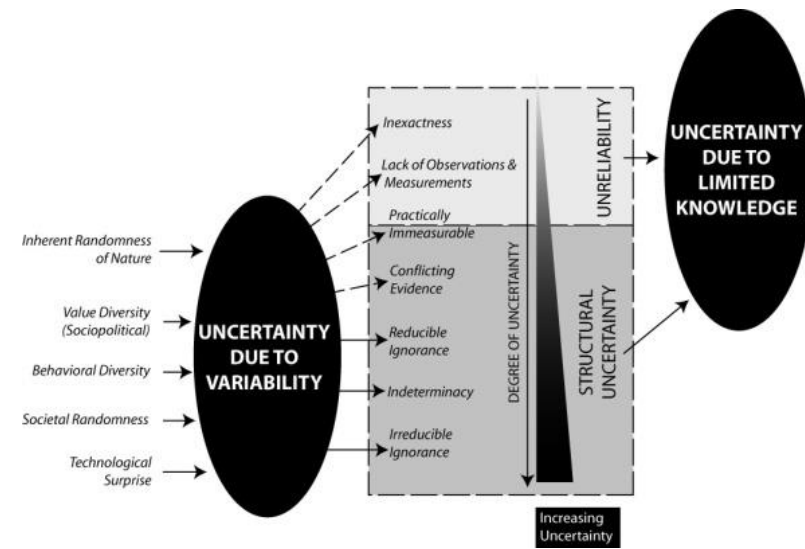 Inherent Randomness
of Nature
Value Diversity
(Sociopolitical)
Behavioral Diversity
Societal Randomness
Technological
Surprise
UNCERTAINTY
DUE TO
VARIABILITY
Inexactness
Lack of Observations &
Measurements
Practically
Immeasurable
Conflicting
Evidence
Reducible
Ignorance
Indeterminacy
Irreducible
Ignorance
DEGREE OF UNCERTAINTY
UNRELIABILITY
STRUCTURAL
UNCERTAINTY
Increasing
Uncertainty
UNCERTAINTY
DUE TO
LIMITED
KNOWLEDGE